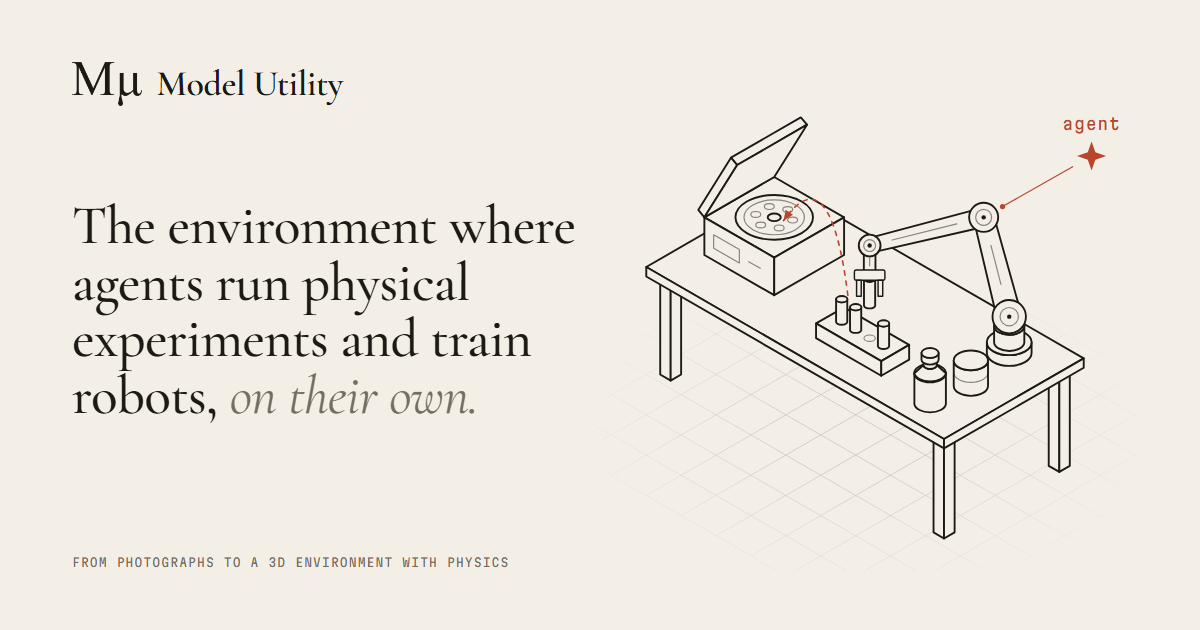 Mμ Model Utility
agent
The environment where
agents run physical
experiments and train
robots, on their own.
FROM PHOTOGRAPHS TO A 3D ENVIRONMENT WITH PHYSICS